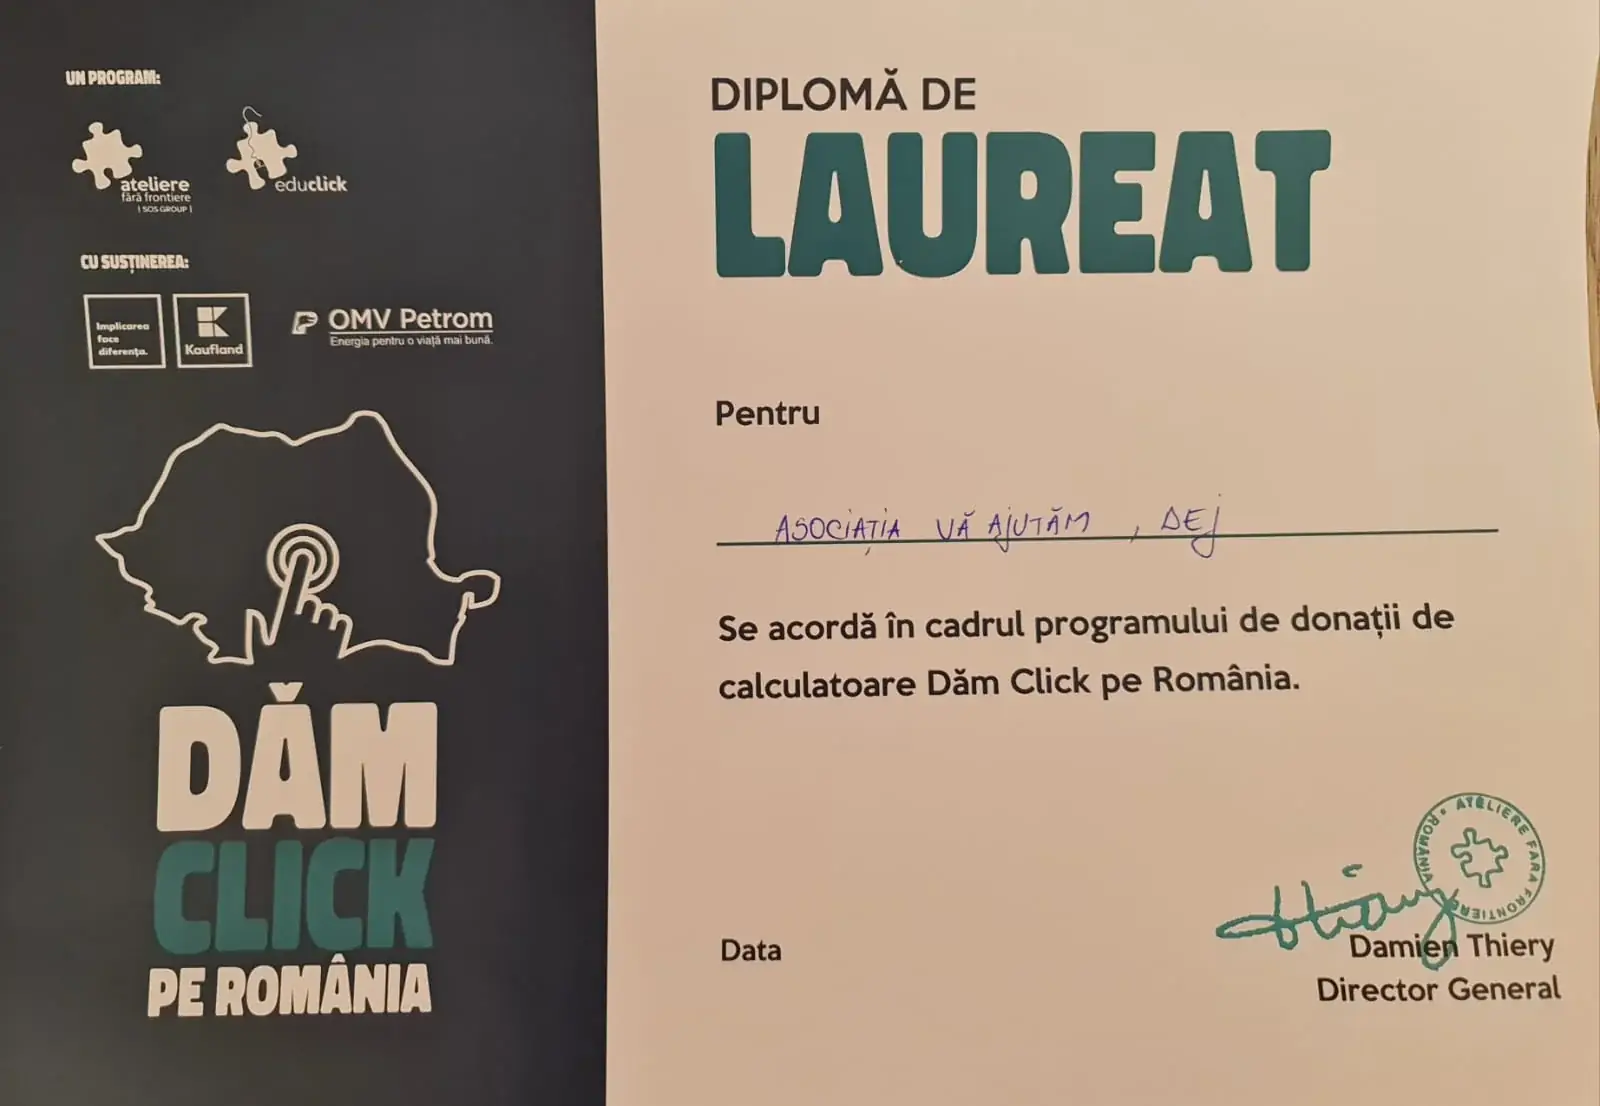 UN PROGRAM:
ateliere
fără frontiere
| SOS GROUP |
educlick
CU SUSȚINEREA:
Implicarea
face
diferența.
Kaufland
OMV Petrom
Energia pentru o viață mai bună.
DĂM
CLICK
PE ROMÂNIA
DIPLOMĂ DE
LAUREAT
Pentru
ASOCIAȚIA VĂ AJUTĂM, DEJ
Se acordă în cadrul programului de donații de
calculatoare Dăm Click pe România.
Data
ATELIERE FARA FRONTIERE • ROMÂNIA •
Damien Thiery
Director General